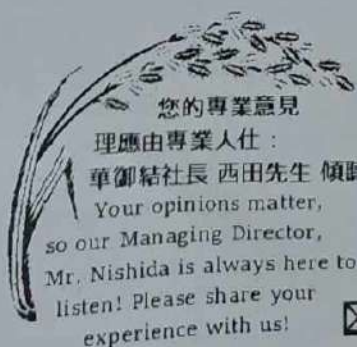 您的專業意見
理應由專業人仕：
華御結社長 西田先生 傾聽
Your opinions matter,
so our Managing Director,
Mr. Nishida is always here to
listen! Please share your
experience with us!